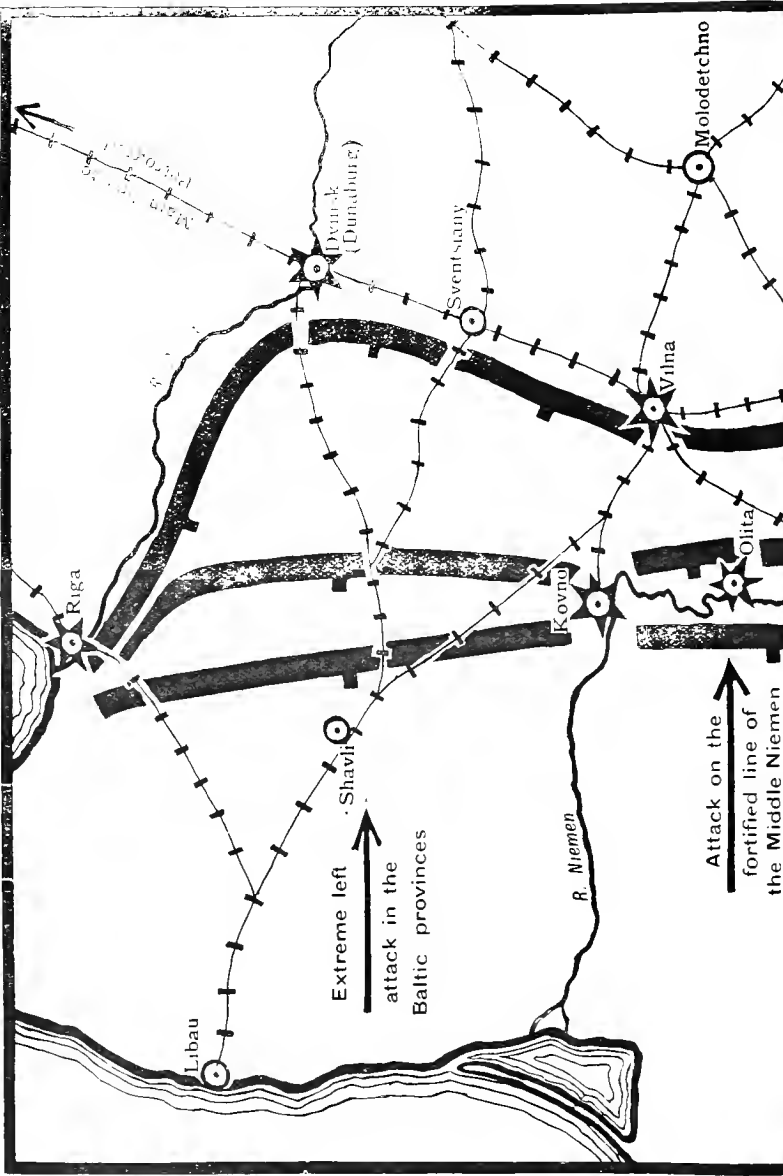 Riga
Dvinsk
(Dunaburg)
Libau
Shavli
Sventsiany
Molodetchno
Extreme left
attack in the
Baltic provinces
Kovno
Vilna
R. Niemen
Olita
Attack on the
fortified line of
the Middle Niemen
Main